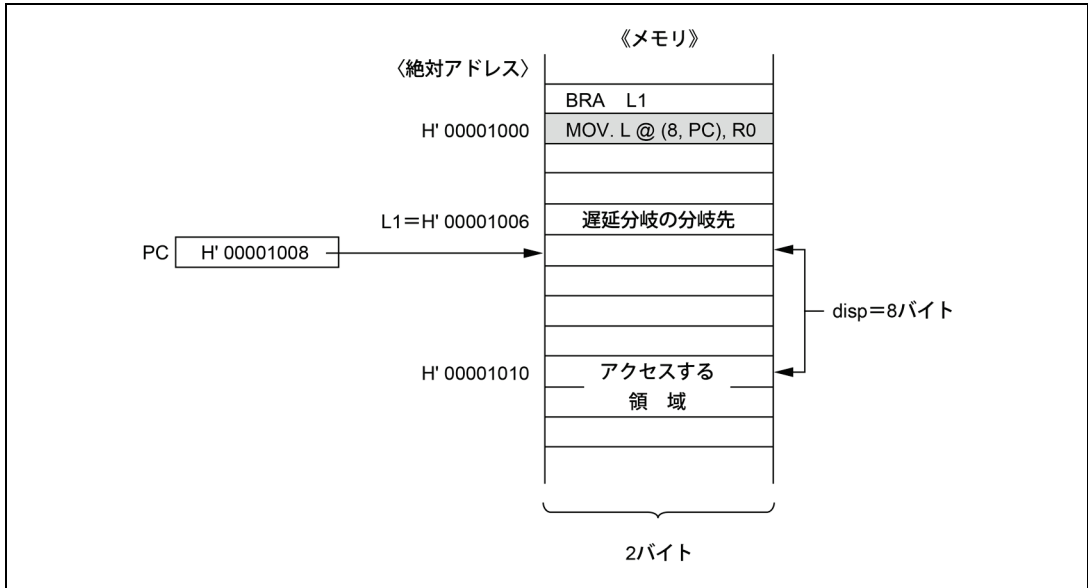 《メモリ》
〈絶対アドレス〉
BRA L1
H' 00001000
MOV. L @ (8, PC), R0
L1＝H' 00001006
遅延分岐の分岐先
PC
H' 00001008
disp＝8バイト
H' 00001010
アクセスする
領 域
2バイト